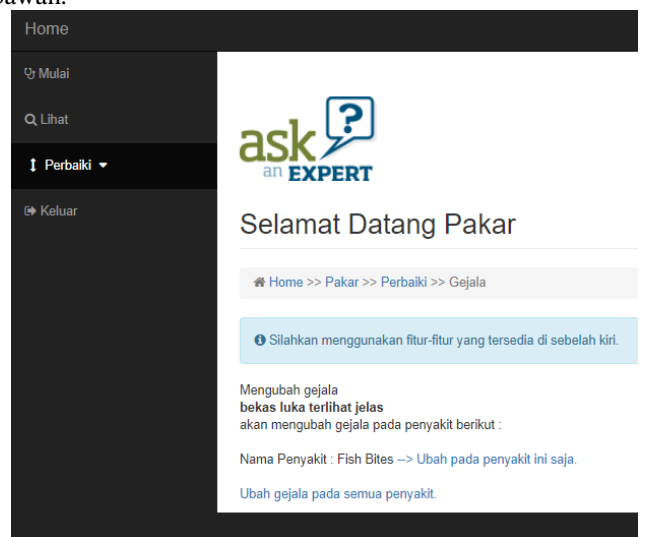 bawah.
Home
Mulai
Lihat
Perbaiki
Keluar
ask ?
an EXPERT
Selamat Datang Pakar
Home >> Pakar >> Perbaiki >> Gejala
Silahkan menggunakan fitur-fitur yang tersedia di sebelah kiri.
Mengubah gejala
bekas luka terlihat jelas
akan mengubah gejala pada penyakit berikut :
Nama Penyakit : Fish Bites --> Ubah pada penyakit ini saja.
Ubah gejala pada semua penyakit.